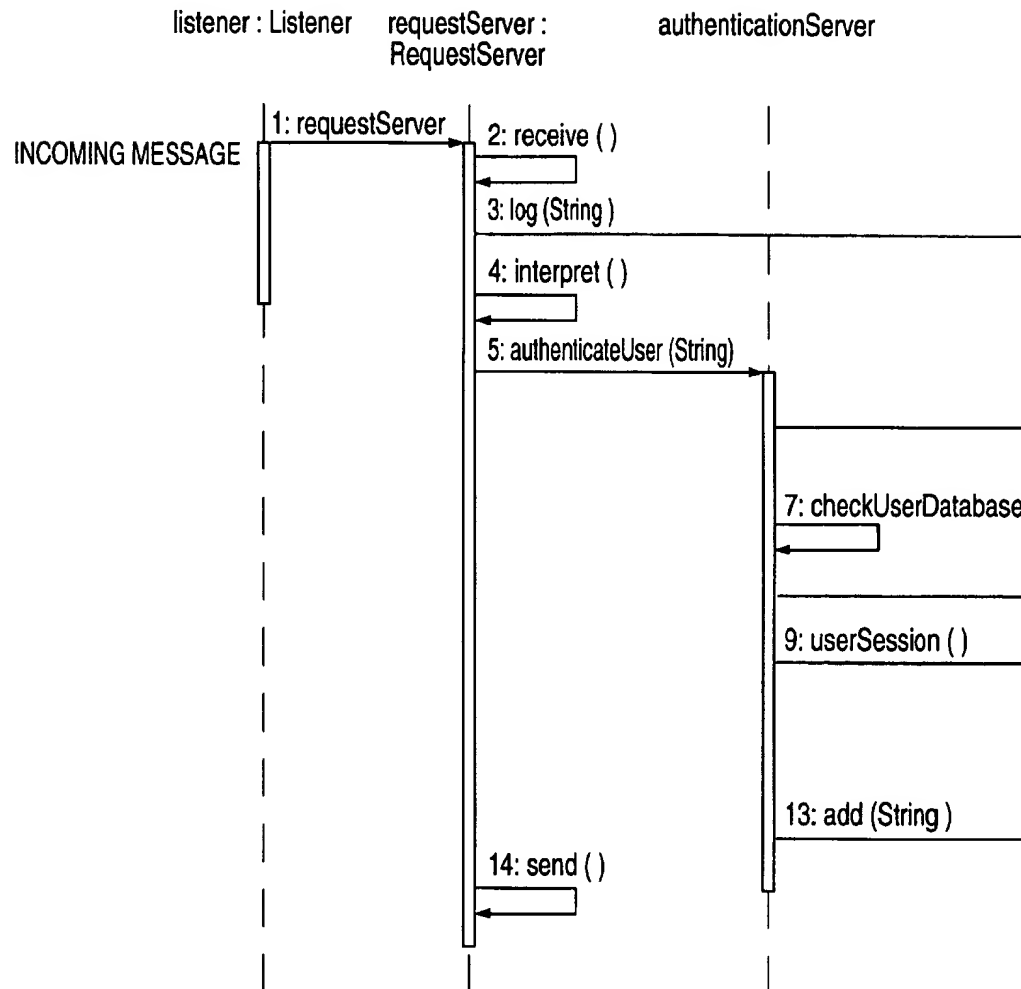 listener : Listener
requestServer :
RequestServer
authenticationServer
1: requestServer
INCOMING MESSAGE
2: receive ( )
3: log (String )
4: interpret ( )
5: authenticateUser (String)
7: checkUserDatabase
9: userSession ( )
13: add (String )
14: send ( )